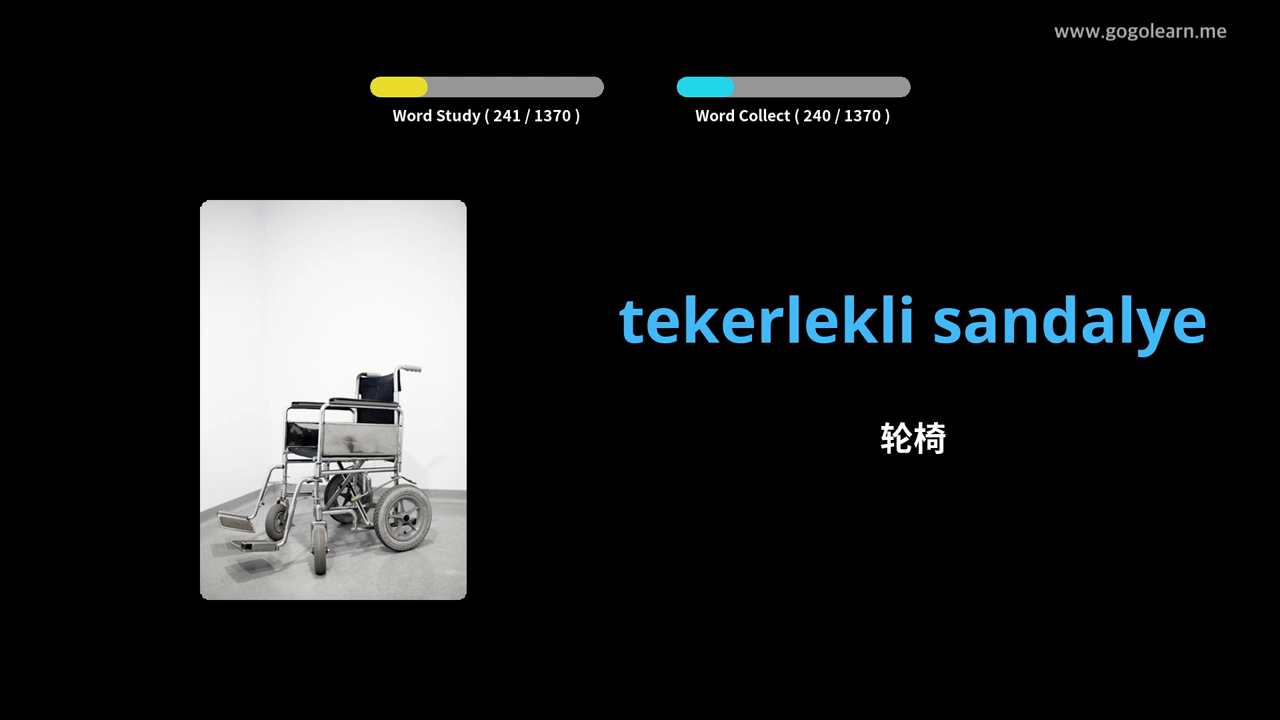 www.gogolearn.me
Word Study ( 241 / 1370 )
Word Collect ( 240 / 1370 )
tekerlekli sandalye
轮椅